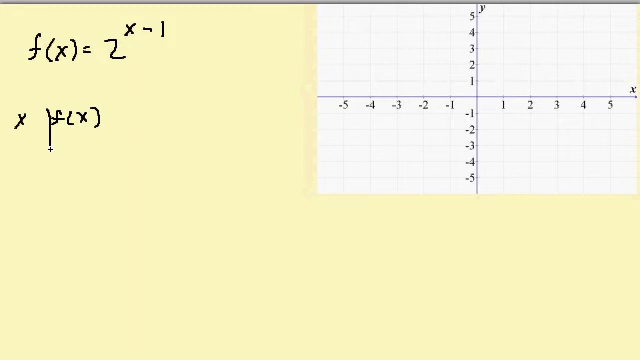 f(x) = 2^{x-1}
x | f(x)
y
5
4
3
2
1
x
-5 -4 -3 -2 -1 0 1 2 3 4 5
-1
-2
-3
-4
-5